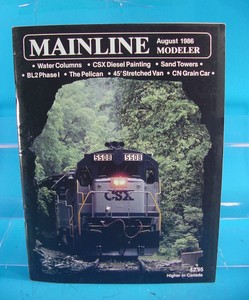 MAINLINE
August 1986
MODELER
• Water Columns • CSX Diesel Painting • Sand Towers •
• BL2 Phase I • The Pelican • 45' Stretched Van • CN Grain Car •
5508 5508
CSX
$2.95
Higher in Canada